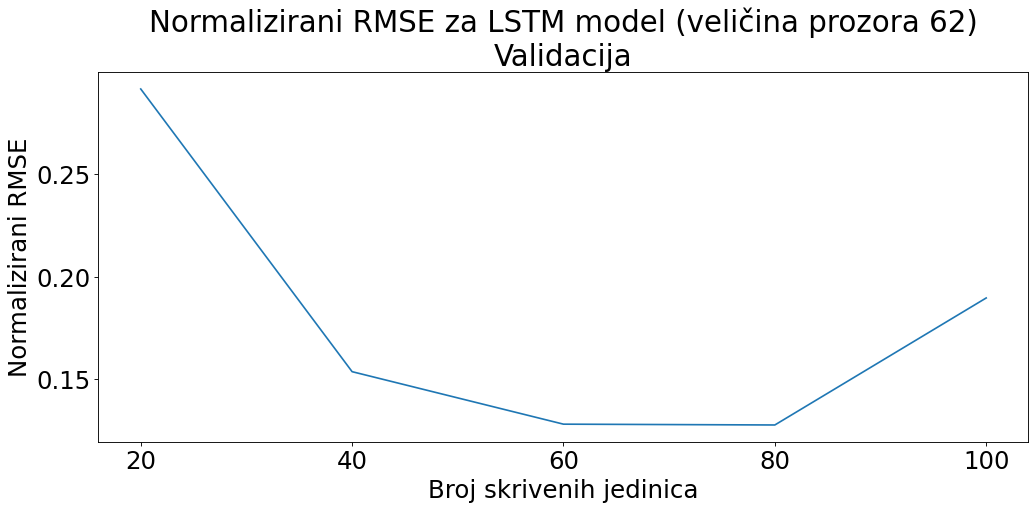 Normalizirani RMSE za LSTM model (veličina prozora 62)
Validacija
Normalizirani RMSE
0.25
0.20
0.15
20 40 60 80 100
Broj skrivenih jedinica